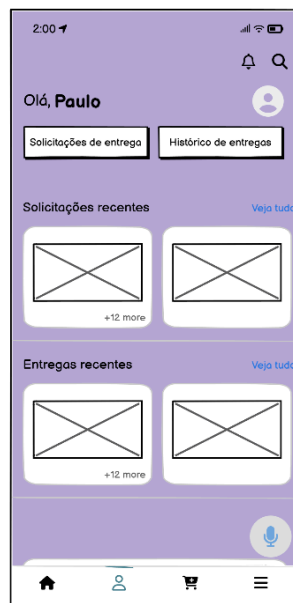 2:00
Olá, Paulo
Solicitações de entrega
Histórico de entregas
Solicitações recentes
Veja tudo
+12 more
Entregas recentes
Veja tudo
+12 more